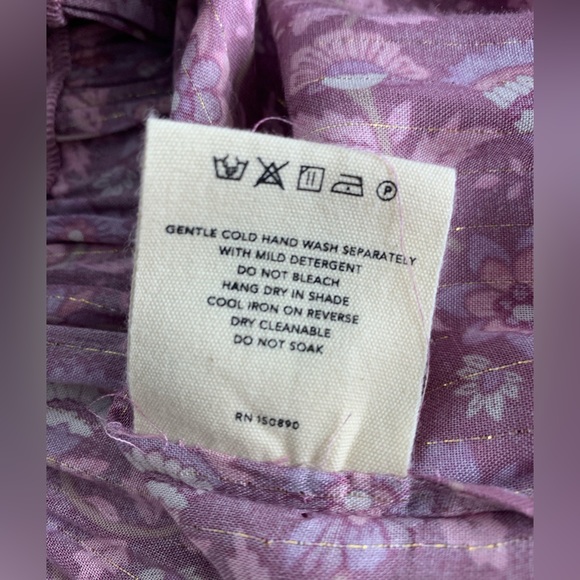 P
GENTLE COLD HAND WASH SEPARATELY
WITH MILD DETERGENT
DO NOT BLEACH
HANG DRY IN SHADE
COOL IRON ON REVERSE
DRY CLEANABLE
DO NOT SOAK
RN 150890